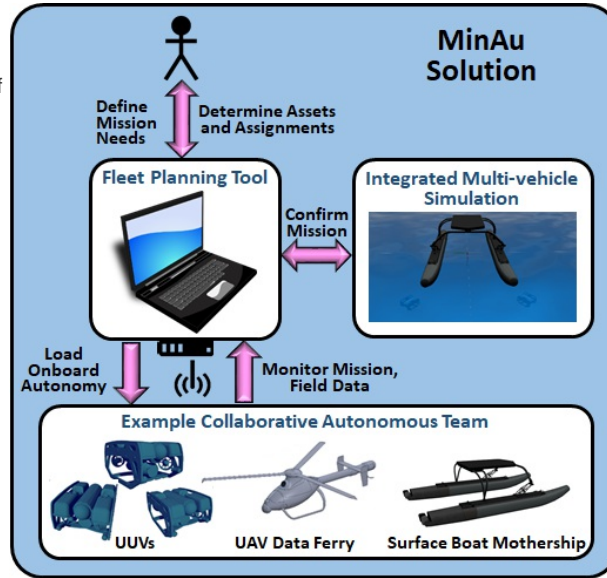 MinAu
Solution
f
Define
Mission
Needs
Determine Assets
and Assignments
Fleet Planning Tool
Integrated Multi-vehicle
Simulation
Confirm
Mission
Load
Onboard
Autonomy
Monitor Mission,
Field Data
Example Collaborative Autonomous Team
UUVs
UAV Data Ferry
Surface Boat Mothership